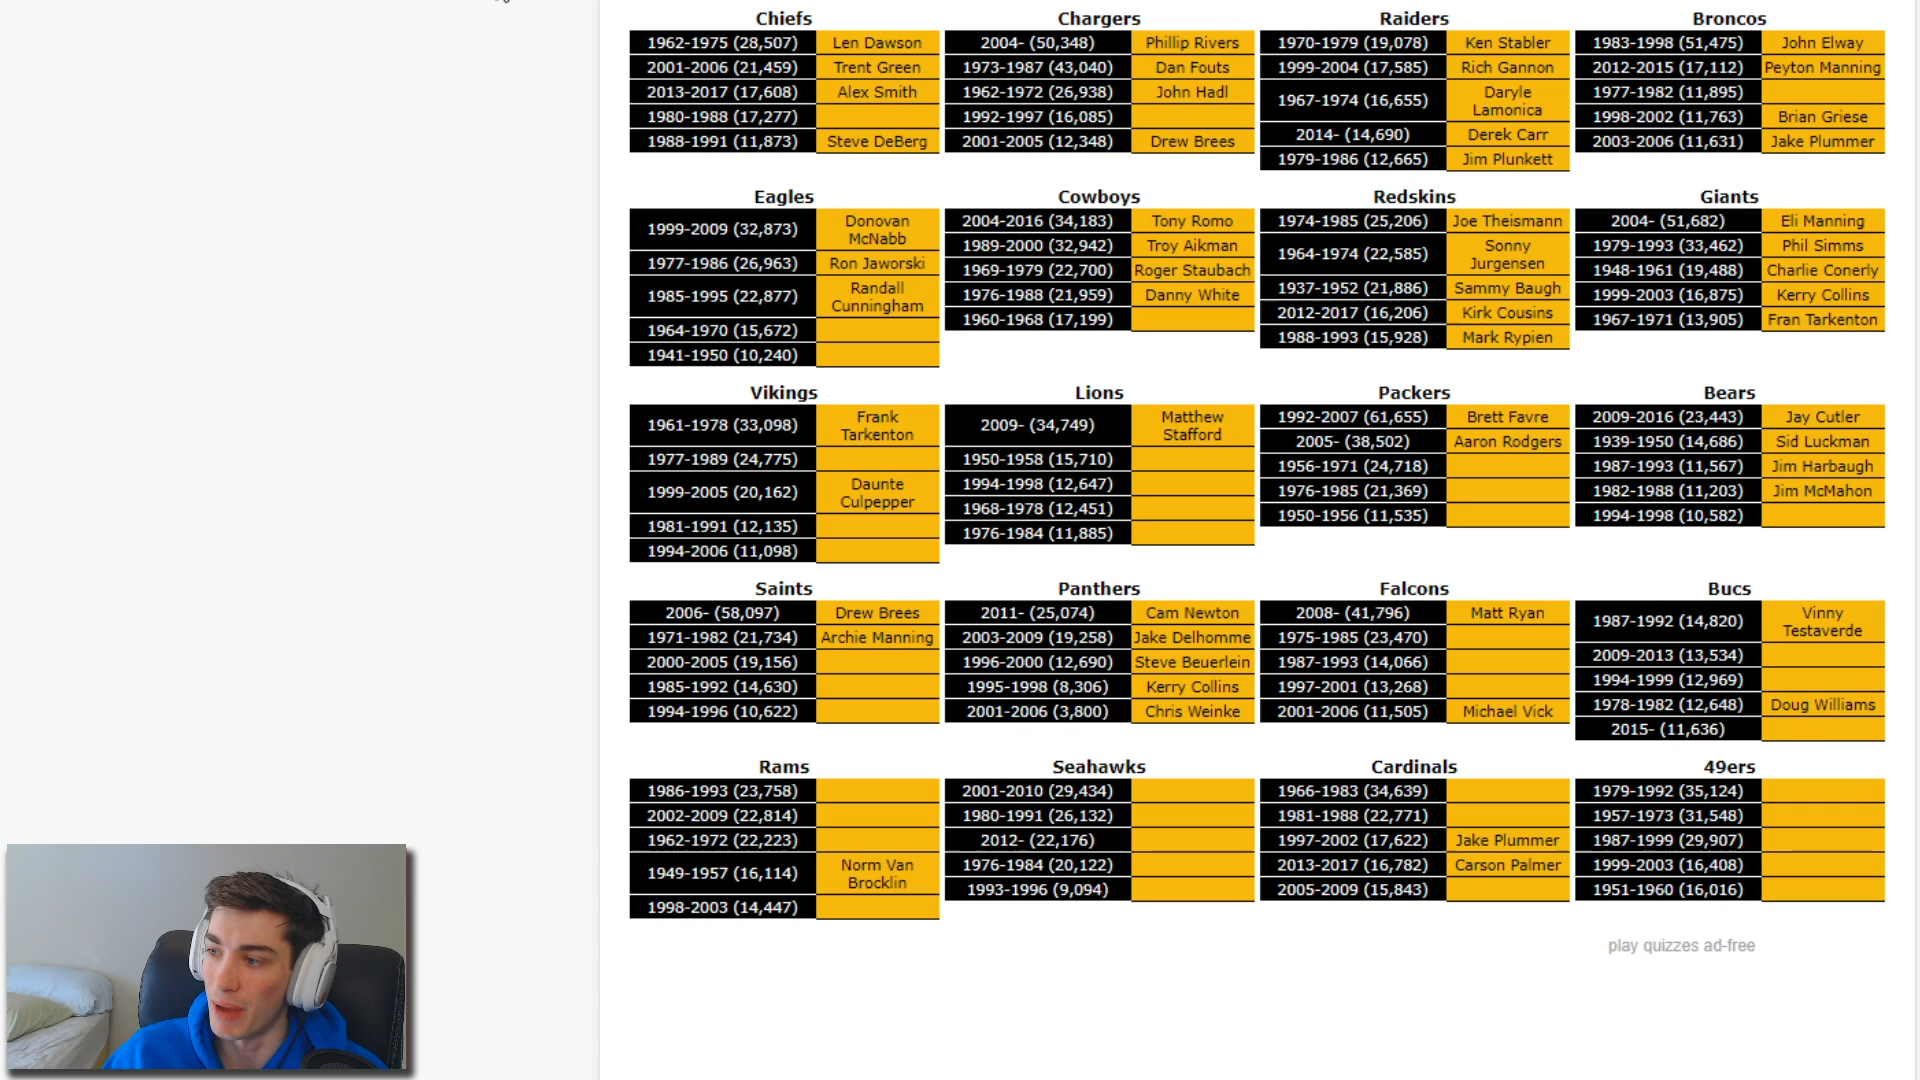 Chiefs
1962-1975 (28,507) Len Dawson
2001-2006 (21,459) Trent Green
2013-2017 (17,608) Alex Smith
1980-1988 (17,277)
1988-1991 (11,873) Steve DeBerg
Chargers
2004- (50,348) Phillip Rivers
1973-1987 (43,040) Dan Fouts
1962-1972 (26,938) John Hadl
1992-1997 (16,085)
2001-2005 (12,348) Drew Brees
Raiders
1970-1979 (19,078) Ken Stabler
1999-2004 (17,585) Rich Gannon
1967-1974 (16,655) Daryle
Lamonica
2014- (14,690) Derek Carr
1979-1986 (12,665) Jim Plunkett
Broncos
1983-1998 (51,475) John Elway
2012-2015 (17,112) Peyton Manning
1977-1982 (11,895)
1998-2002 (11,763) Brian Griese
2003-2006 (11,631) Jake Plummer
Eagles
1999-2009 (32,873) Donovan
McNabb
1977-1986 (26,963) Ron Jaworski
1985-1995 (22,877) Randall
Cunningham
1964-1970 (15,672)
1941-1950 (10,240)
Cowboys
2004-2016 (34,183) Tony Romo
1989-2000 (32,942) Troy Aikman
1969-1979 (22,700) Roger Staubach
1976-1988 (21,959) Danny White
1960-1968 (17,199)
Redskins
1974-1985 (25,206) Joe Theismann
1964-1974 (22,585) Sonny
Jurgensen
1937-1952 (21,886) Sammy Baugh
2012-2017 (16,206) Kirk Cousins
1988-1993 (15,928) Mark Rypien
Giants
2004- (51,682) Eli Manning
1979-1993 (33,462) Phil Simms
1948-1961 (19,488) Charlie Conerly
1999-2003 (16,875) Kerry Collins
1967-1971 (13,905) Fran Tarkenton
Vikings
1961-1978 (33,098) Frank
Tarkenton
1977-1989 (24,775)
1999-2005 (20,162) Daunte
Culpepper
1981-1991 (12,135)
1994-2006 (11,098)
Lions
2009- (34,749) Matthew
Stafford
1950-1958 (15,710)
1994-1998 (12,647)
1968-1978 (12,451)
1976-1984 (11,885)
Packers
1992-2007 (61,655) Brett Favre
2005- (38,502) Aaron Rodgers
1956-1971 (24,718)
1976-1985 (21,369)
1950-1956 (11,535)
Bears
2009-2016 (23,443) Jay Cutler
1939-1950 (14,686) Sid Luckman
1987-1993 (11,567) Jim Harbaugh
1982-1988 (11,203) Jim McMahon
1994-1998 (10,582)
Saints
2006- (58,097) Drew Brees
1971-1982 (21,734) Archie Manning
2000-2005 (19,156)
1985-1992 (14,630)
1994-1996 (10,622)
Panthers
2011- (25,074) Cam Newton
2003-2009 (19,258) Jake Delhomme
1996-2000 (12,690) Steve Beuerlein
1995-1998 (8,306) Kerry Collins
2001-2006 (3,800) Chris Weinke
Falcons
2008- (41,796) Matt Ryan
1975-1985 (23,470)
1987-1993 (14,066)
1997-2001 (13,268)
2001-2006 (11,505) Michael Vick
Bucs
1987-1992 (14,820) Vinny
Testaverde
2009-2013 (13,534)
1994-1999 (12,969)
1978-1982 (12,648) Doug Williams
2015- (11,636)
Rams
1986-1993 (23,758)
2002-2009 (22,814)
1962-1972 (22,223)
1949-1957 (16,114) Norm Van
Brocklin
1998-2003 (14,447)
Seahawks
2001-2010 (29,434)
1980-1991 (26,132)
2012- (22,176)
1976-1984 (20,122)
1993-1996 (9,094)
Cardinals
1966-1983 (34,639)
1981-1988 (22,771)
1997-2002 (17,622) Jake Plummer
2013-2017 (16,782) Carson Palmer
2005-2009 (15,843)
49ers
1979-1992 (35,124)
1957-1973 (31,548)
1987-1999 (29,907)
1999-2003 (16,408)
1951-1960 (16,016)
play quizzes ad-free